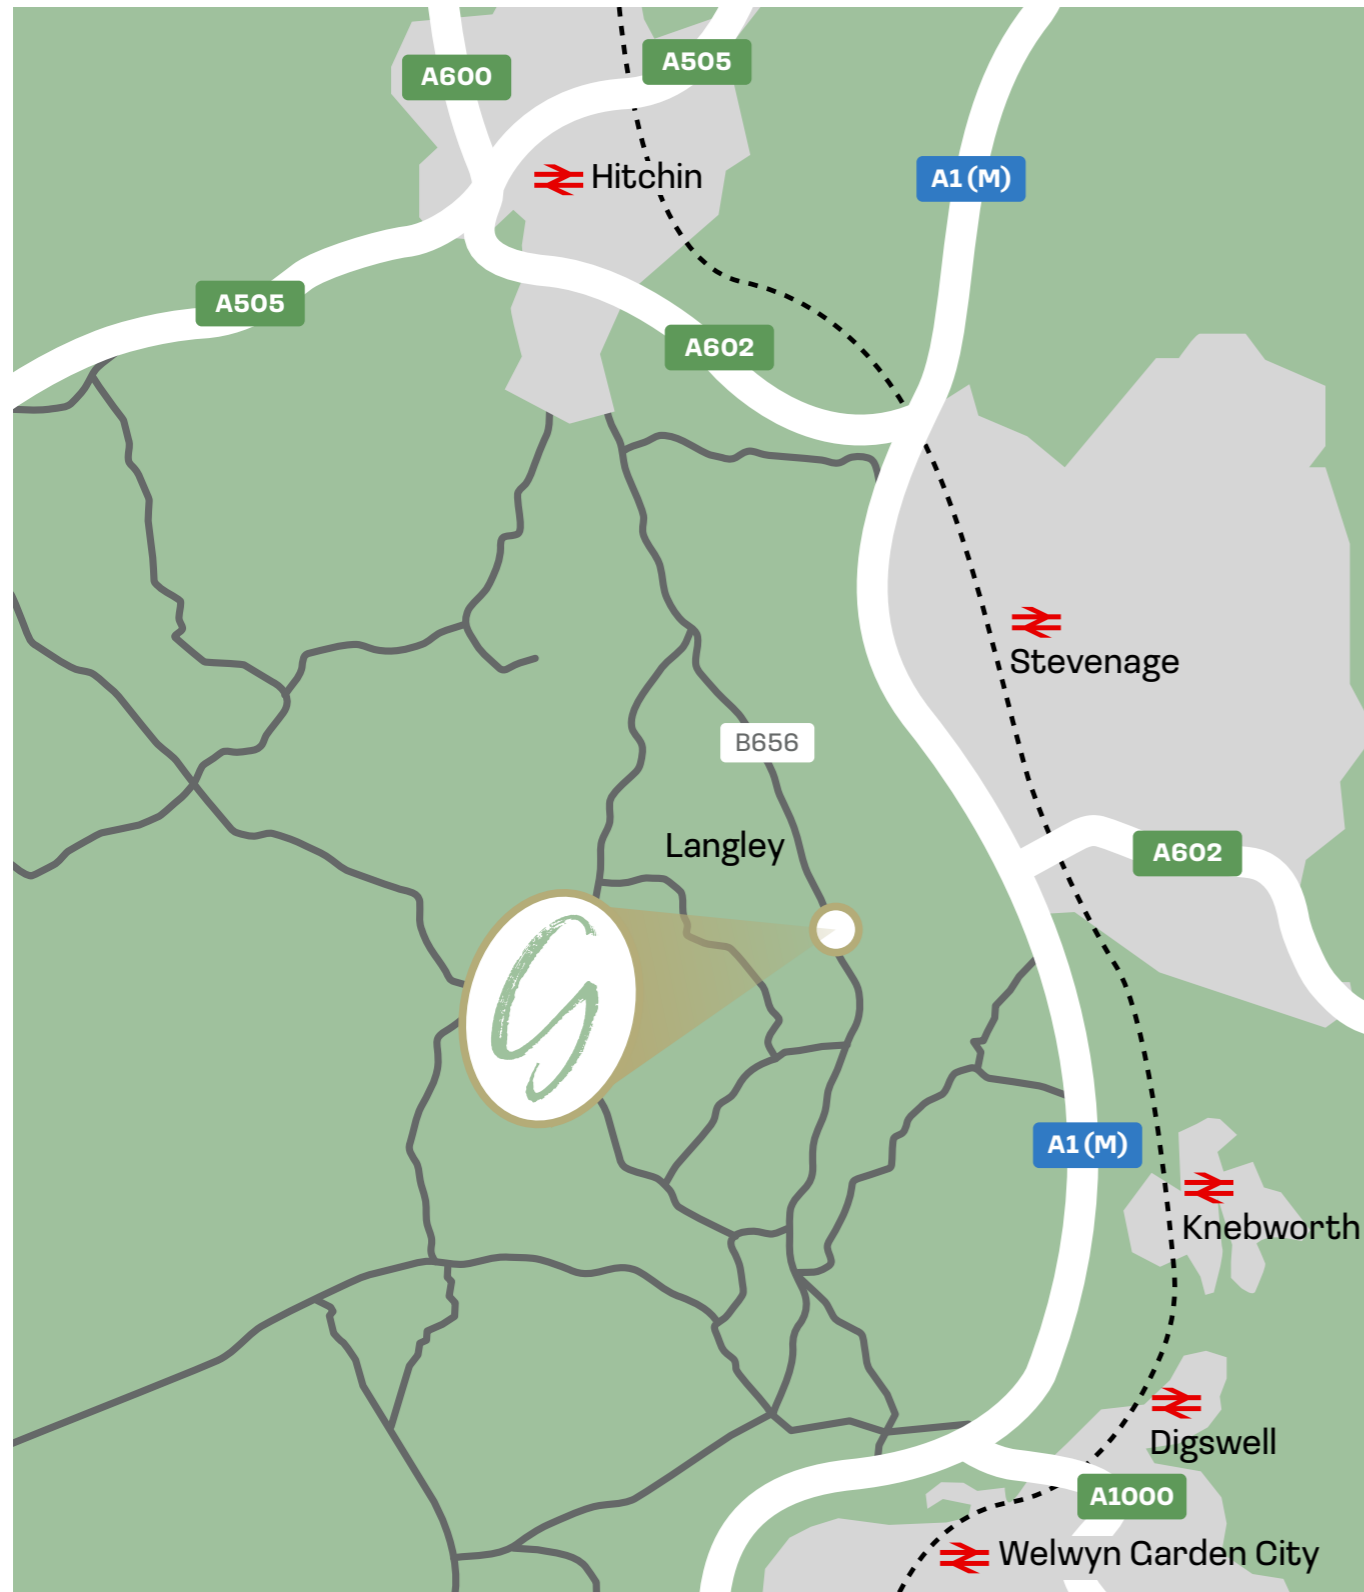 A600
A505
Hitchin
A1 (M)
A505
A602
Stevenage
B656
Langley
A602
A1 (M)
Knebworth
Digswell
A1000
Welwyn Garden City